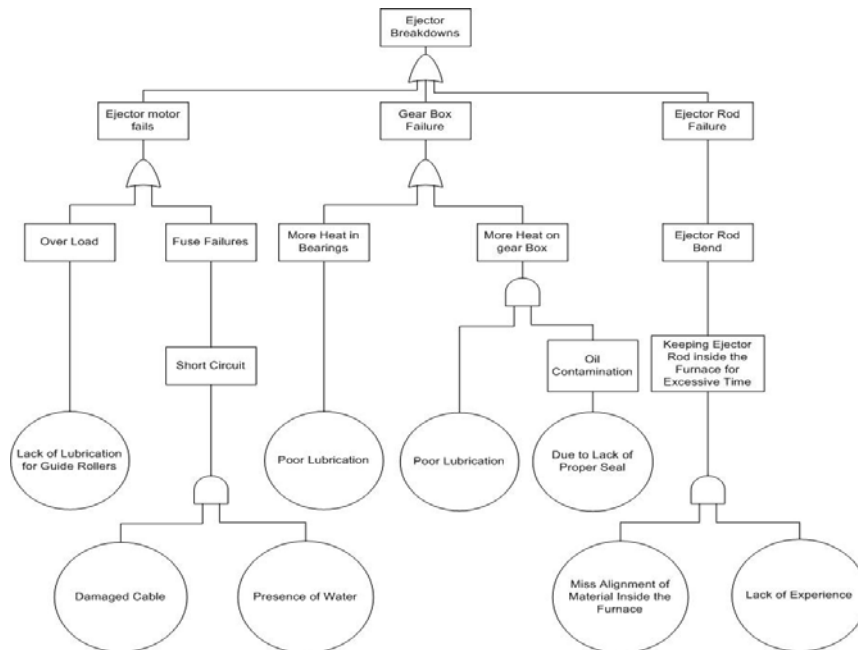 Ejector
Breakdowns
Ejector motor
fails
Gear Box
Failure
Ejector Rod
Failure
Over Load
Fuse Failures
More Heat in
Bearings
More Heat on
gear Box
Ejector Rod
Bend
Short Circuit
Oil
Contamination
Keeping Ejector
Rod inside the
Furnace for
Excessive Time
Lack of Lubrication
for Guide Rollers
Poor Lubrication
Poor Lubrication
Due to Lack of
Proper Seal
Damaged Cable
Presence of Water
Miss Alignment of
Material Inside the
Furnace
Lack of Experience